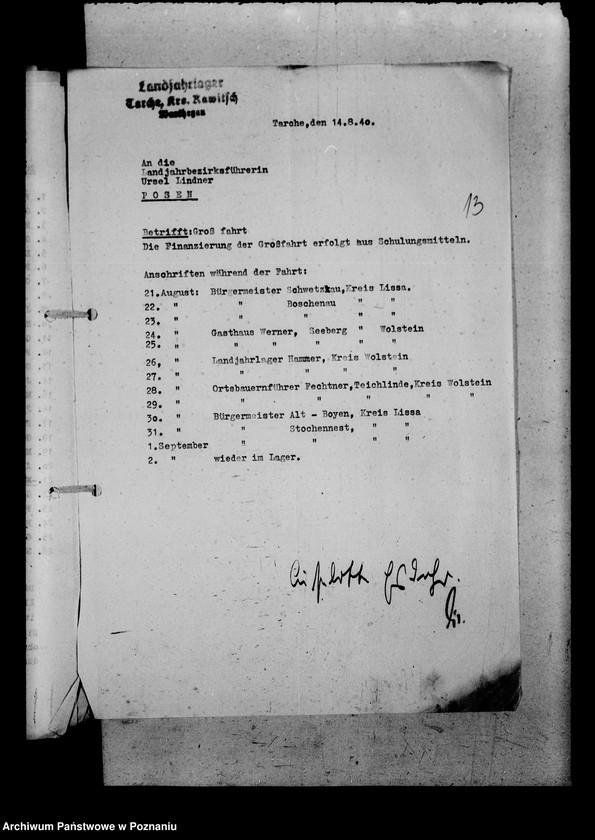 Landjahrlager
Tarche, Krs. Rawitsch
Warthegau
Tarche,den 14.8.40.
An die
Landjahrbezirksführerin
Ursel Lindner
POSEN
13
Betrifft:Groß fahrt
Die Finanzierung der Großfahrt erfolgt aus Schulungsmitteln.
Anschriften während der Fahrt:
21.August: Bürgermeister Schwetzkau,Kreis Lissa.
22. " " Boschenau " "
23. " " " " "
24. " Gasthaus Werner, Seeberg " Wolstein
25. " " " " " "
26, " Landjahrlager Hammer, Kreis Wolstein
27. " " " " "
28. " Ortsbauernführer Fechtner,Teichlinde,Kreis Wolstein
29. " " " " " "
30. " Bürgermeister Alt - Boyen, Kreis Lissa
31. " " Stochennest, " "
1.September " " " "
2. " wieder im Lager.
Archiwum Państwowe w Poznaniu